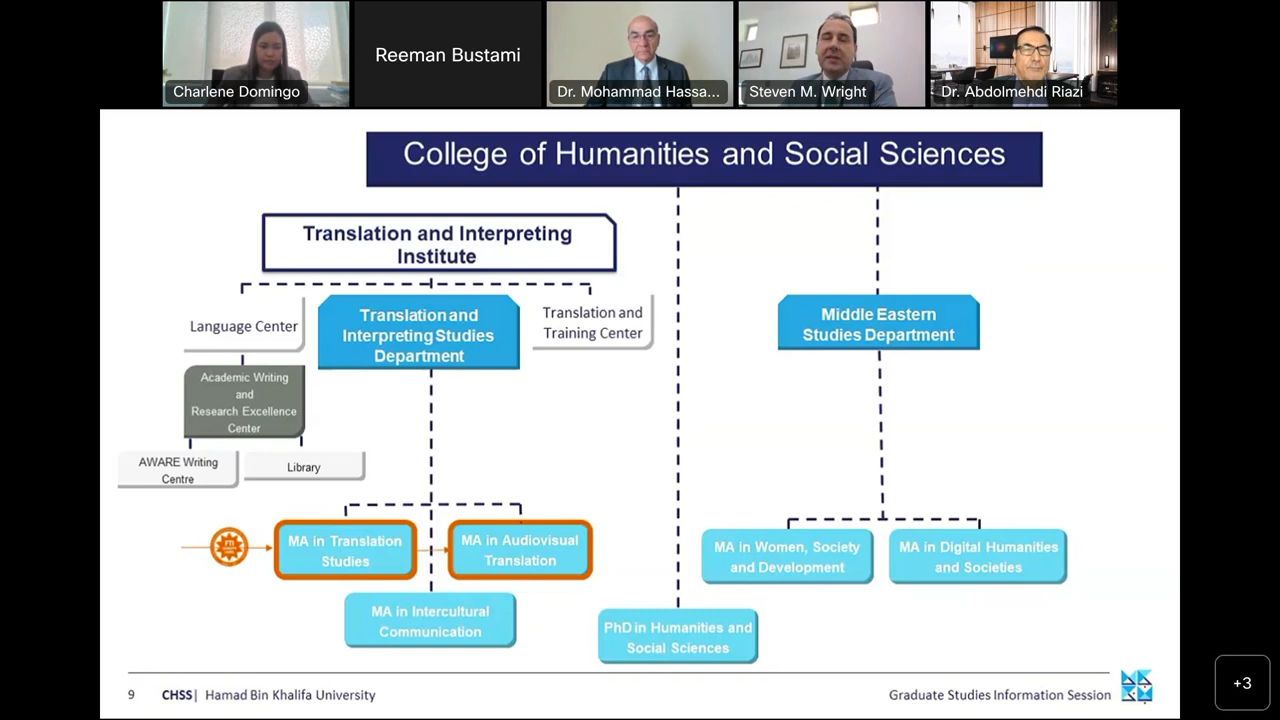 Charlene Domingo
Reeman Bustami
Dr. Mohammad Hassa...
Steven M. Wright
Dr. Abdolmehdi Riazi
College of Humanities and Social Sciences
Translation and Interpreting
Institute
Language Center
Translation and
Interpreting Studies
Department
Translation and
Training Center
Middle Eastern
Studies Department
Academic Writing
and
Research Excellence
Center
AWARE Writing
Centre
Library
MA in Translation
Studies
MA in Audiovisual
Translation
MA in Women, Society
and Development
MA in Digital Humanities
and Societies
MA in Intercultural
Communication
PhD in Humanities and
Social Sciences
9 CHSS| Hamad Bin Khalifa University
Graduate Studies Information Session
+3